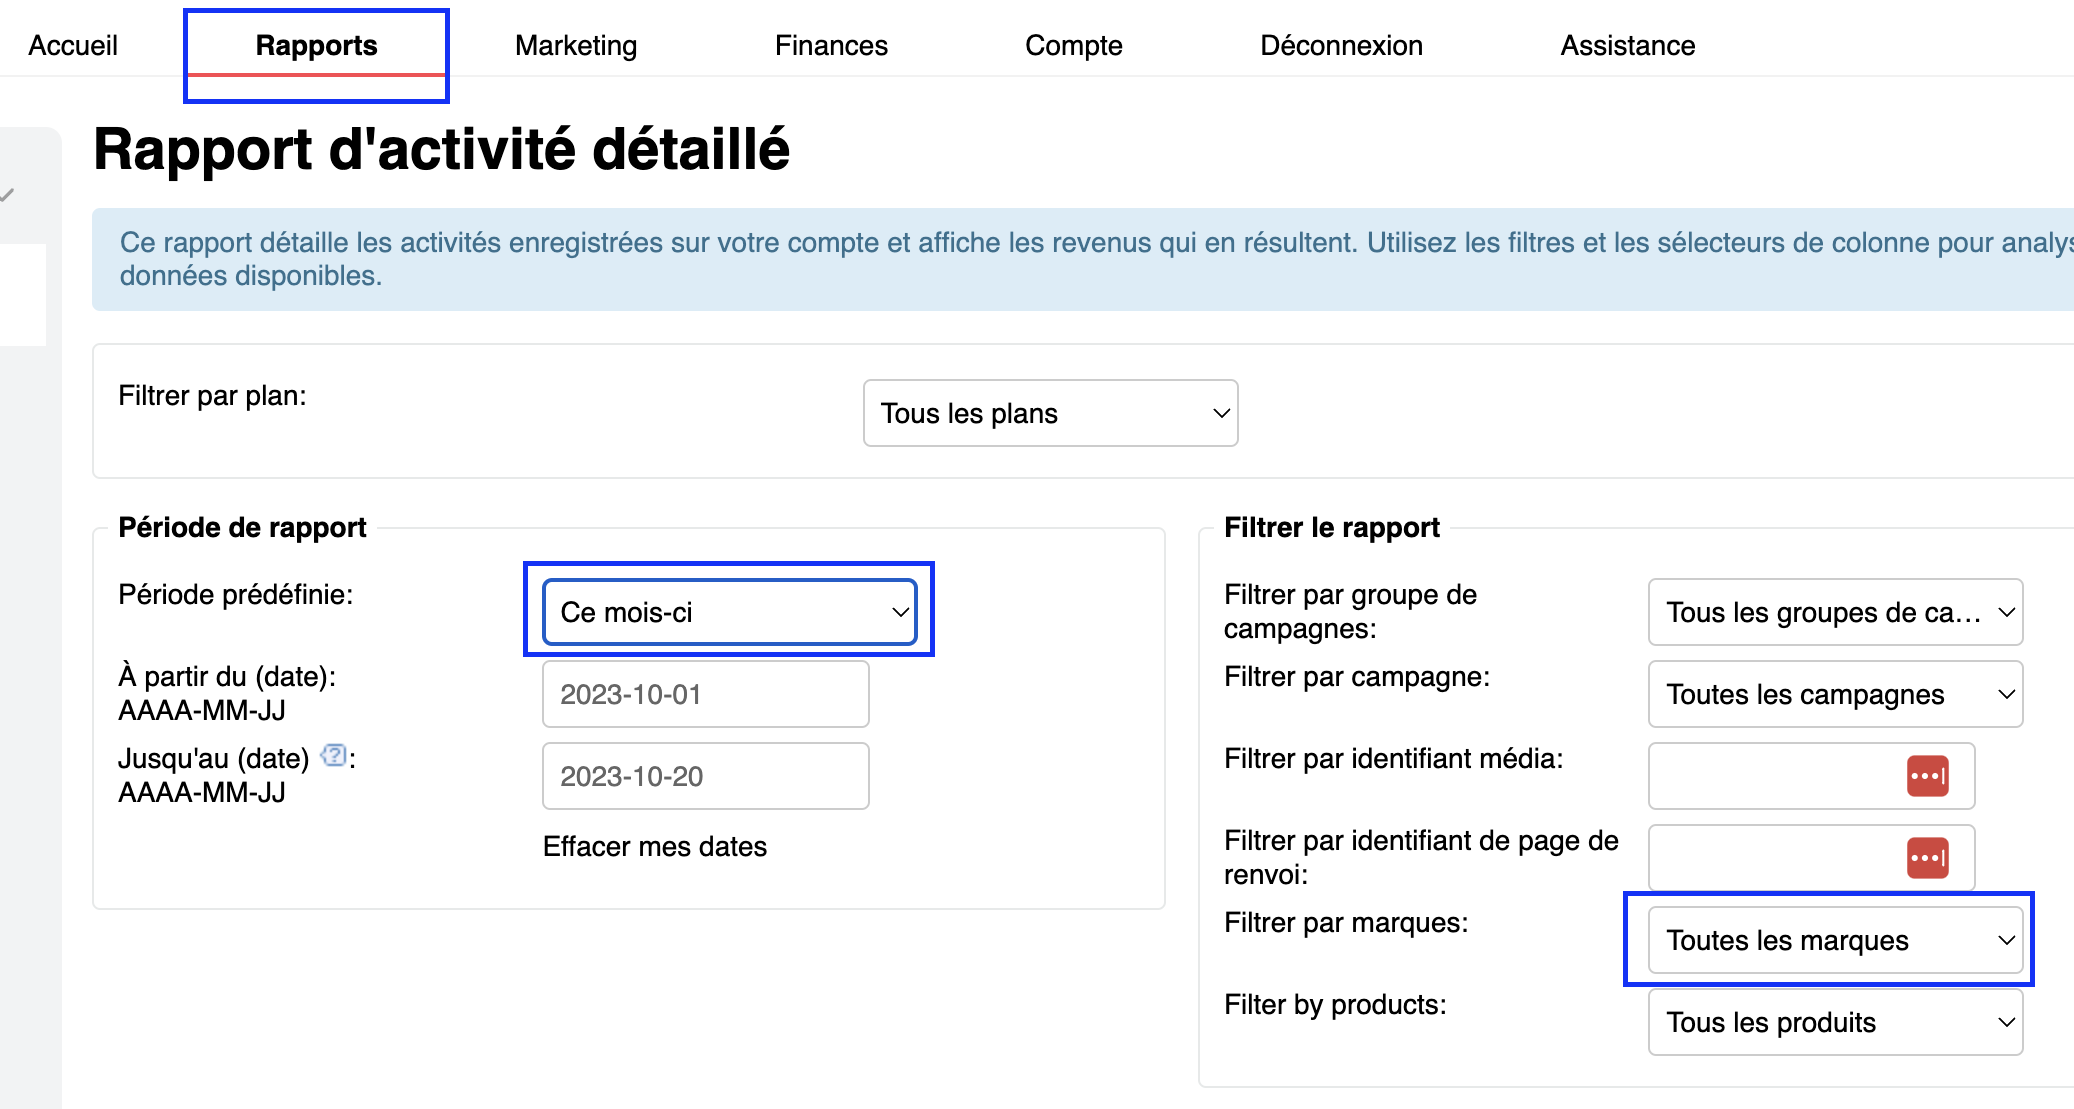 Accueil Rapports Marketing Finances Compte Déconnexion Assistance
Rapport d'activité détaillé
Ce rapport détaille les activités enregistrées sur votre compte et affiche les revenus qui en résultent. Utilisez les filtres et les sélecteurs de colonne pour
données disponibles.
Filtrer par plan:
Tous les plans
Période de rapport
Période prédéfinie:
Ce mois-ci
À partir du (date):
AAAA-MM-JJ
2023-10-01
Jusqu'au (date) :
AAAA-MM-JJ
2023-10-20
Effacer mes dates
Filtrer le rapport
Filtrer par groupe de
campagnes:
Tous les groupes de ca...
Filtrer par campagne:
Toutes les campagnes
Filtrer par identifiant média:
Filtrer par identifiant de page de
renvoi:
Filtrer par marques:
Toutes les marques
Filter by products:
Tous les produits